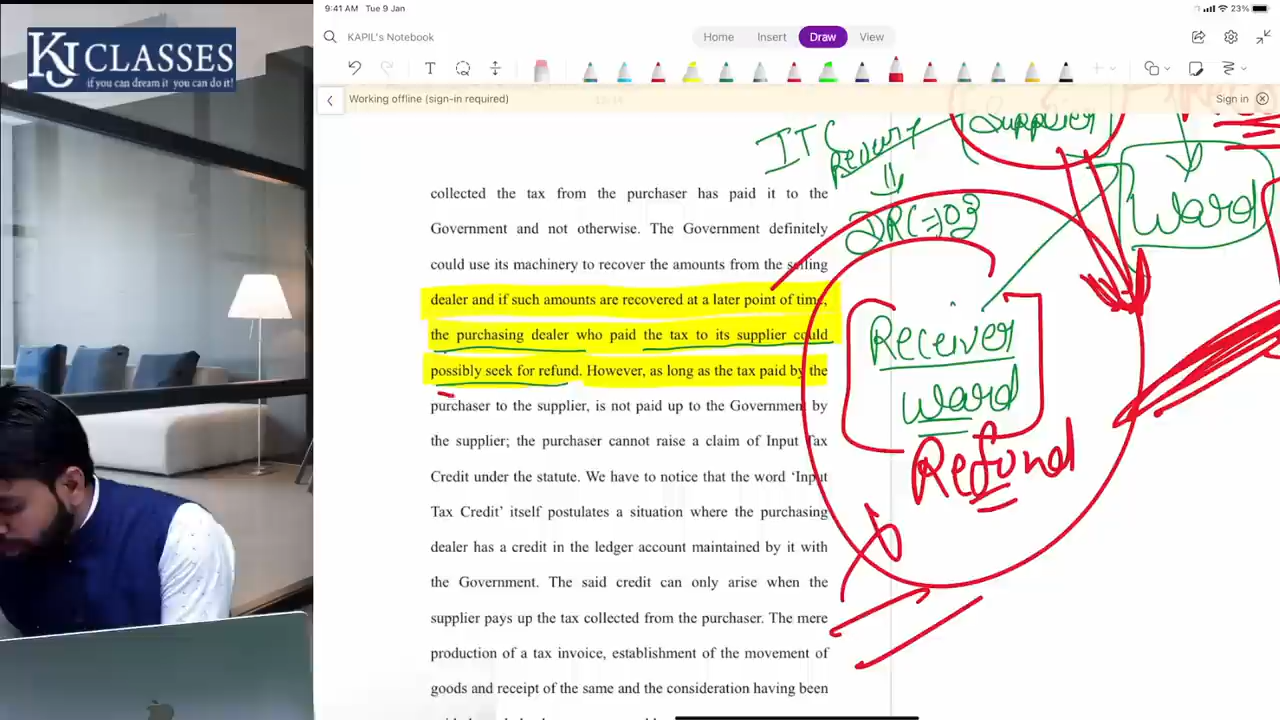 9:41 AM Tue 9 Jan
23%
KJ CLASSES
if you can dream it you can do it!
KAPIL's Notebook
Home Insert Draw View
T
Working offline (sign-in required)
Sign in
ITC
Supplier
DRC=>03
Ward
collected the tax from the purchaser has paid it to the
Government and not otherwise. The Government definitely
could use its machinery to recover the amounts from the selling
dealer and if such amounts are recovered at a later point of time,
the purchasing dealer who paid the tax to its supplier could
possibly seek for refund. However, as long as the tax paid by the
purchaser to the supplier, is not paid up to the Government by
the supplier; the purchaser cannot raise a claim of Input Tax
Credit under the statute. We have to notice that the word ‘Input
Tax Credit’ itself postulates a situation where the purchasing
dealer has a credit in the ledger account maintained by it with
the Government. The said credit can only arise when the
supplier pays up the tax collected from the purchaser. The mere
production of a tax invoice, establishment of the movement of
goods and receipt of the same and the consideration having been
Receiver
ward
Refund